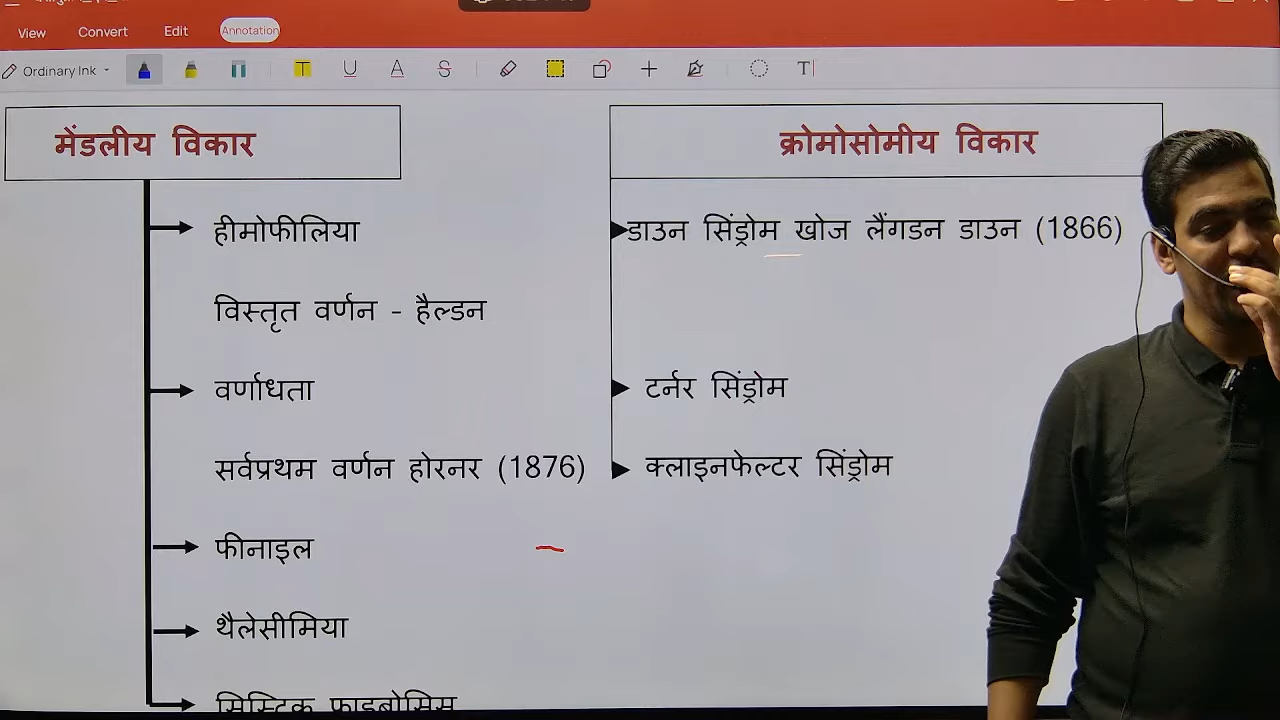 View Convert Edit Annotation
Ordinary Ink
मेंडलीय विकार
हीमोफीलिया
विस्तृत वर्णन - हैल्डन
वर्णाधता
सर्वप्रथम वर्णन होरनर (1876)
फीनाइल
थैलेसीमिया
सिस्टिक फाइब्रोसिस
क्रोमोसोमीय विकार
डाउन सिंड्रोम खोज लैंगडन डाउन (1866)
टर्नर सिंड्रोम
क्लाइनफेल्टर सिंड्रोम